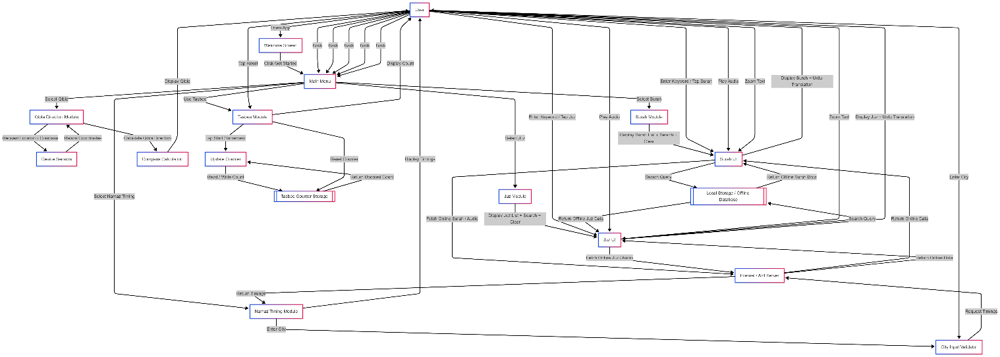 User
Open App
Welcome Screen
Back
Back
Back
Back
Back
Tap Reset
Click Get Started
Display Count
Main Menu
Display Qibla
Enter Keyword / Tap Surah
Play Audio
Zoom Text
Display Surah + Urdu
Translation
Select Qibla
Use Tasbee
Select Surah
Qibla Direction Module
Tasbee Module
Enter Keyword / Tap Juz
Play Audio
Surah Module
Zoom Text
Display Juz + Urdu Translation
Request Location / Compass
Return Coordinates
Calculate Qibla Direction
Tap Start / Increment
Select Juz
Display Surah List + Search +
Clear
Device Sensors
Compass Calculation
Update Counter
Reset Counter
Display Timings
Surah UI
Read / Write Count
Return Updated Count
Search Query
Return Offline Surah Data
Enter City
Select Namaz Timing
Tasbee Counter Storage
Juz Module
Local Storage / Offline
Database
Fetch Online Surah / Audio
Display Juz List + Search +
Clear
Return Offline Juz Data
Search Query
Return Online Data
Juz UI
Fetch Online Juz / Audio
Return Online Data
Internet / API Server
Return Timings
Namaz Timing Module
Request Timings
Enter City
City Input Validator